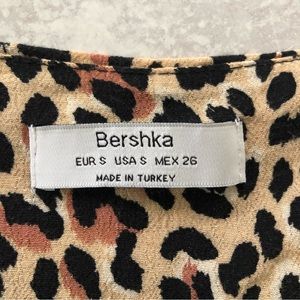 Bershka
EUR S USA S MEX 26
MADE IN TURKEY